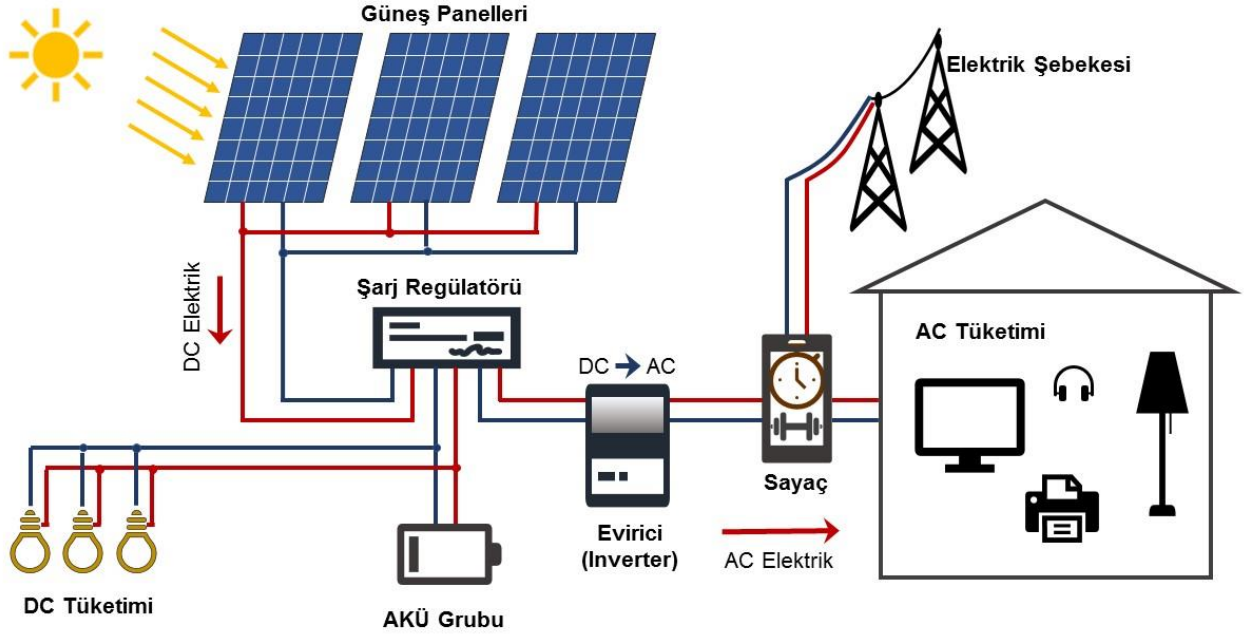 Güneş Panelleri
Elektrik Şebekesi
DC Elektrik
Şarj Regülatörü
DC → AC
AC Tüketimi
Sayaç
Evirici
(Inverter)
AC Elektrik
DC Tüketimi
AKÜ Grubu